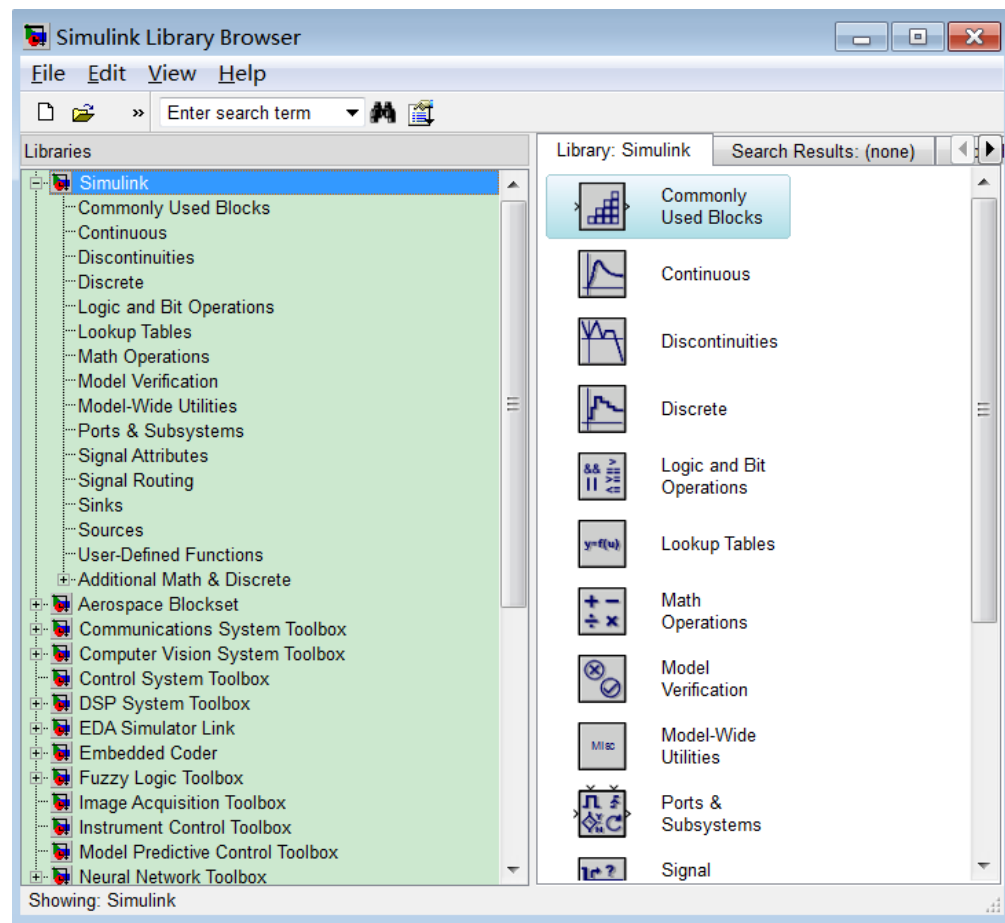 Simulink Library Browser
File Edit View Help
» Enter search term
Libraries
Simulink
Commonly Used Blocks
Continuous
Discontinuities
Discrete
Logic and Bit Operations
Lookup Tables
Math Operations
Model Verification
Model-Wide Utilities
Ports & Subsystems
Signal Attributes
Signal Routing
Sinks
Sources
User-Defined Functions
Additional Math & Discrete
Aerospace Blockset
Communications System Toolbox
Computer Vision System Toolbox
Control System Toolbox
DSP System Toolbox
EDA Simulator Link
Embedded Coder
Fuzzy Logic Toolbox
Image Acquisition Toolbox
Instrument Control Toolbox
Model Predictive Control Toolbox
Neural Network Toolbox
Library: Simulink Search Results: (none)
Commonly
Used Blocks
Continuous
Discontinuities
Discrete
&& > == >=
|| <=
Logic and Bit
Operations
y=f(u)
Lookup Tables
+ −
÷ ×
Math
Operations
Model
Verification
Misc
Model-Wide
Utilities
Ports &
Subsystems
?
Signal
Showing: Simulink